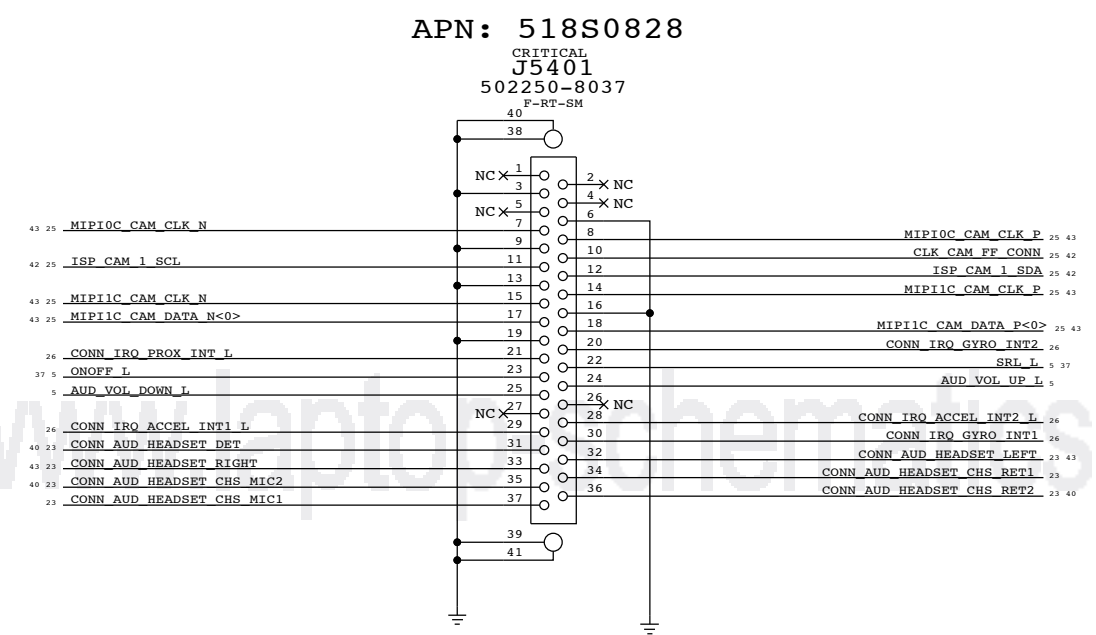 APN: 518S0828
CRITICAL
J5401
502250-8037
F-RT-SM
40
38
NC 1
2 NC
3
4 NC
NC 5
6
43 25 MIPI0C_CAM_CLK_N 7
8 MIPI0C_CAM_CLK_P 25 43
9
10 CLK_CAM_FF_CONN 25 42
42 25 ISP_CAM_1_SCL 11
12 ISP_CAM_1_SDA 25 42
13
14 MIPI1C_CAM_CLK_P 25 43
43 25 MIPI1C_CAM_CLK_N 15
16
43 25 MIPI1C_CAM_DATA_N<0> 17
18 MIPI1C_CAM_DATA_P<0> 25 43
19
20 CONN_IRQ_GYRO_INT2 26
26 CONN_IRQ_PROX_INT_L 21
22 SRL_L 5 37
37 5 ONOFF_L 23
24 AUD_VOL_UP_L 5
5 AUD_VOL_DOWN_L 25
26 NC
NC 27
28 CONN_IRQ_ACCEL_INT2_L 26
26 CONN_IRQ_ACCEL_INT1_L 29
30 CONN_IRQ_GYRO_INT1 26
40 23 CONN_AUD_HEADSET_DET 31
32 CONN_AUD_HEADSET_LEFT 23 43
43 23 CONN_AUD_HEADSET_RIGHT 33
34 CONN_AUD_HEADSET_CHS_RET1 23
40 23 CONN_AUD_HEADSET_CHS_MIC2 35
36 CONN_AUD_HEADSET_CHS_RET2 23 40
23 CONN_AUD_HEADSET_CHS_MIC1 37
39
41
www.laptop-schematics